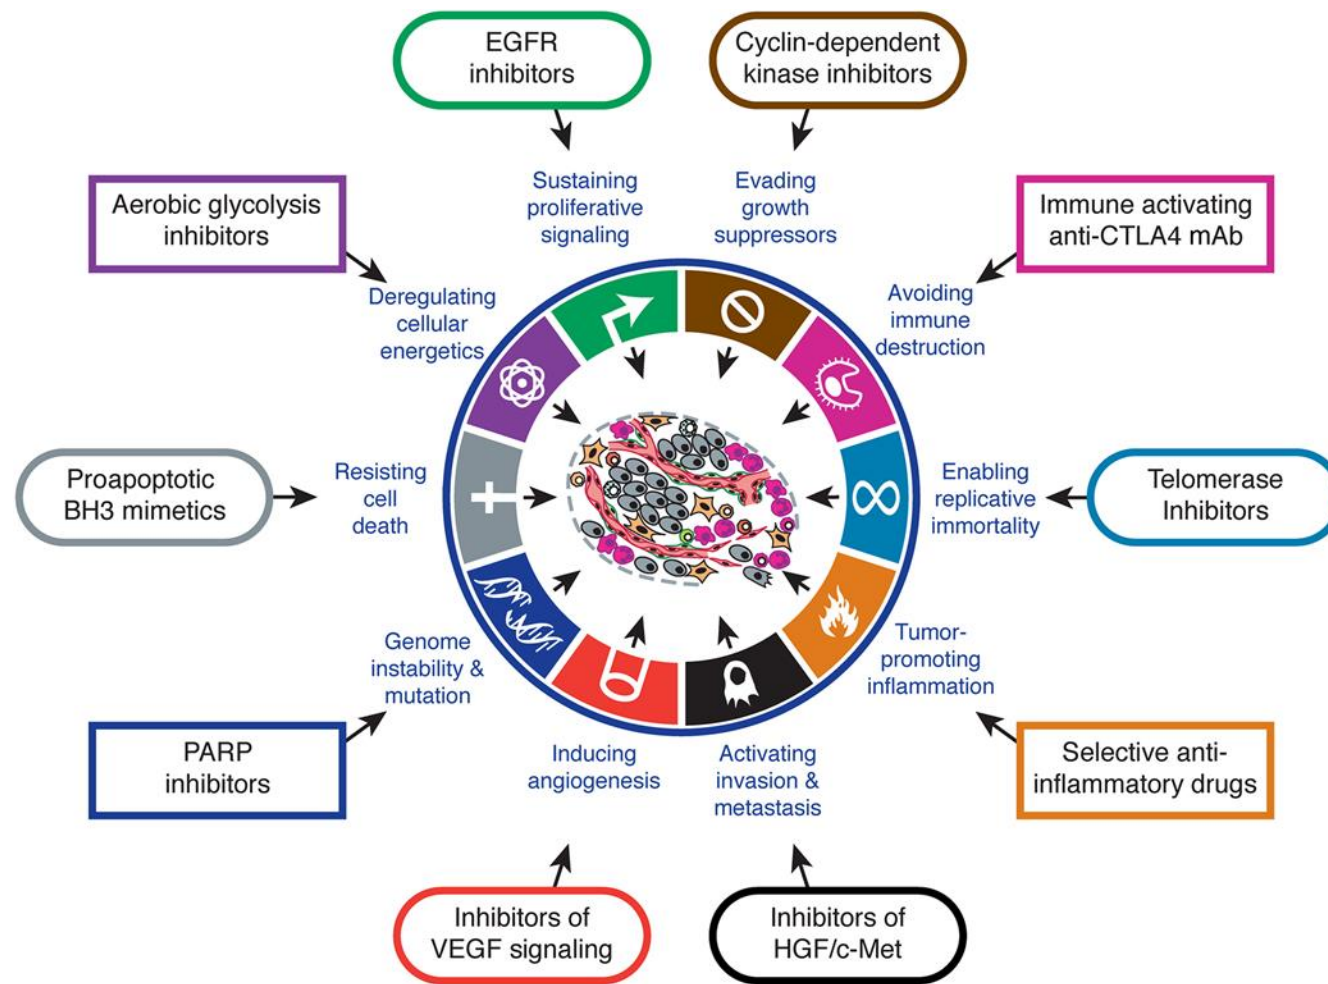 EGFR
inhibitors
Cyclin-dependent
kinase inhibitors
Sustaining
proliferative
signaling
Evading
growth
suppressors
Aerobic glycolysis
inhibitors
Immune activating
anti-CTLA4 mAb
Deregulating
cellular
energetics
Avoiding
immune
destruction
Proapoptotic
BH3 mimetics
Resisting
cell
death
Enabling
replicative
immortality
Telomerase
Inhibitors
Genome
instability &
mutation
Tumor-
promoting
inflammation
PARP
inhibitors
Inducing
angiogenesis
Activating
invasion &
metastasis
Selective anti-
inflammatory drugs
Inhibitors of
VEGF signaling
Inhibitors of
HGF/c-Met